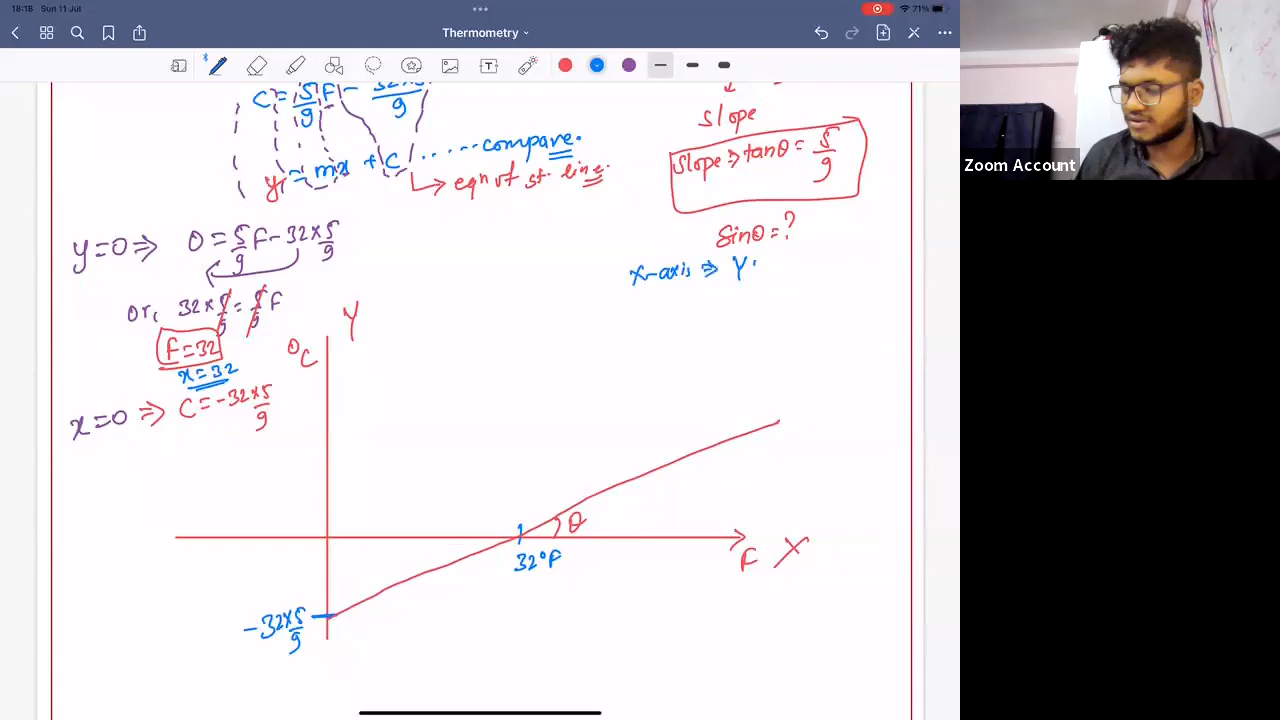 18:18 Sun 11 Jul
71%
Thermometry
C = 5/9 F - 32×5/9
y = mx + C ...... compare.
→ eqn of st. line.
slope
slope ⇒ tanθ = 5/9
sinθ = ?
X-axis ⇒ Y
y=0 ⇒ 0 = 5/9 F - 32×5/9
or, 32×5/9 = 5/9 F
F=32
x=32
x=0 ⇒ C = -32×5/9
Y
°C
θ
32°F
F X
-32×5/9
Zoom Account